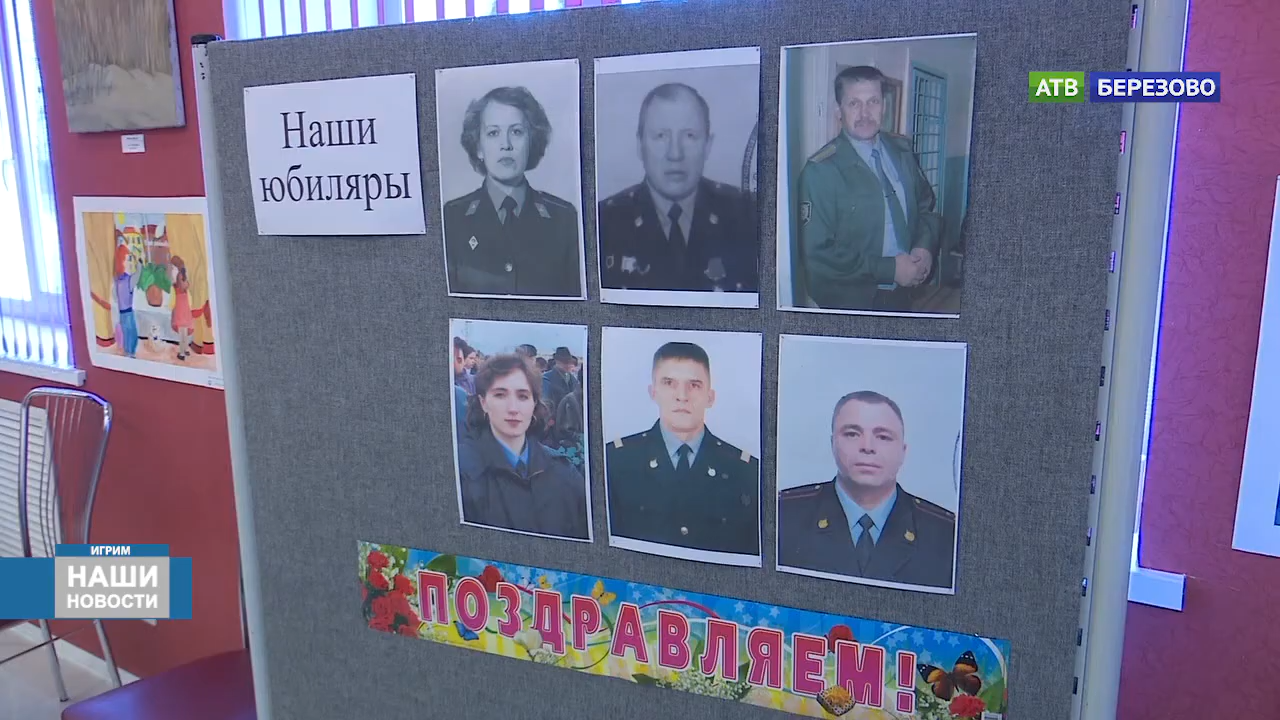 Наши
юбиляры
АТВ БЕРЕЗОВО
ИГРИМ
НАШИ
НОВОСТИ
ПОЗДРАВЛЯЕМ!